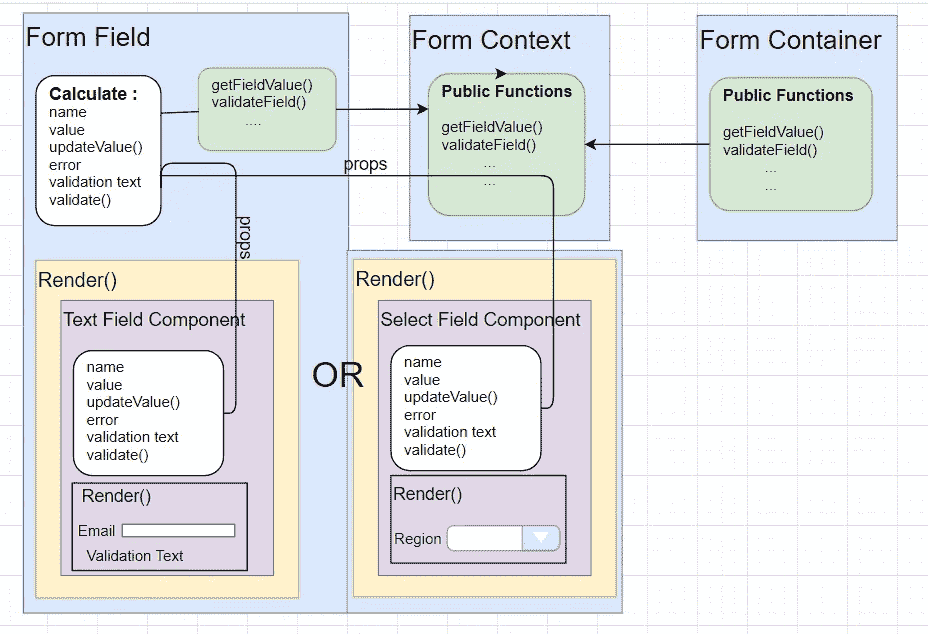 Form Field
Calculate :
name
value
updateValue()
error
validation text
validate()
getFieldValue()
validateField()
....
Form Context
Public Functions
getFieldValue()
validateField()
...
...
Form Container
Public Functions
getFieldValue()
validateField()
...
...
props
props
Render()
Text Field Component
name
value
updateValue()
error
validation text
validate()
Render()
Email
Validation Text
OR
Render()
Select Field Component
name
value
updateValue()
error
validation text
validate()
Render()
Region